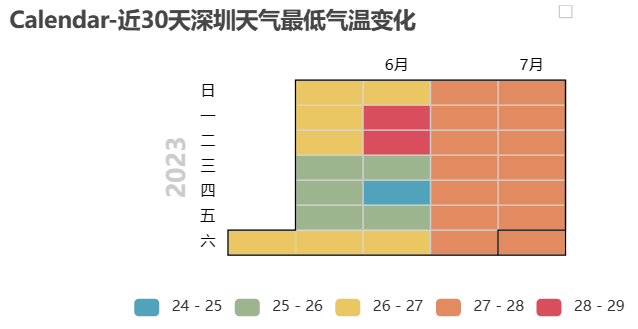 Calendar-近30天深圳天气最低气温变化
6月 7月
日
一
二
三
四
五
六
2023
24 - 25 25 - 26 26 - 27 27 - 28 28 - 29